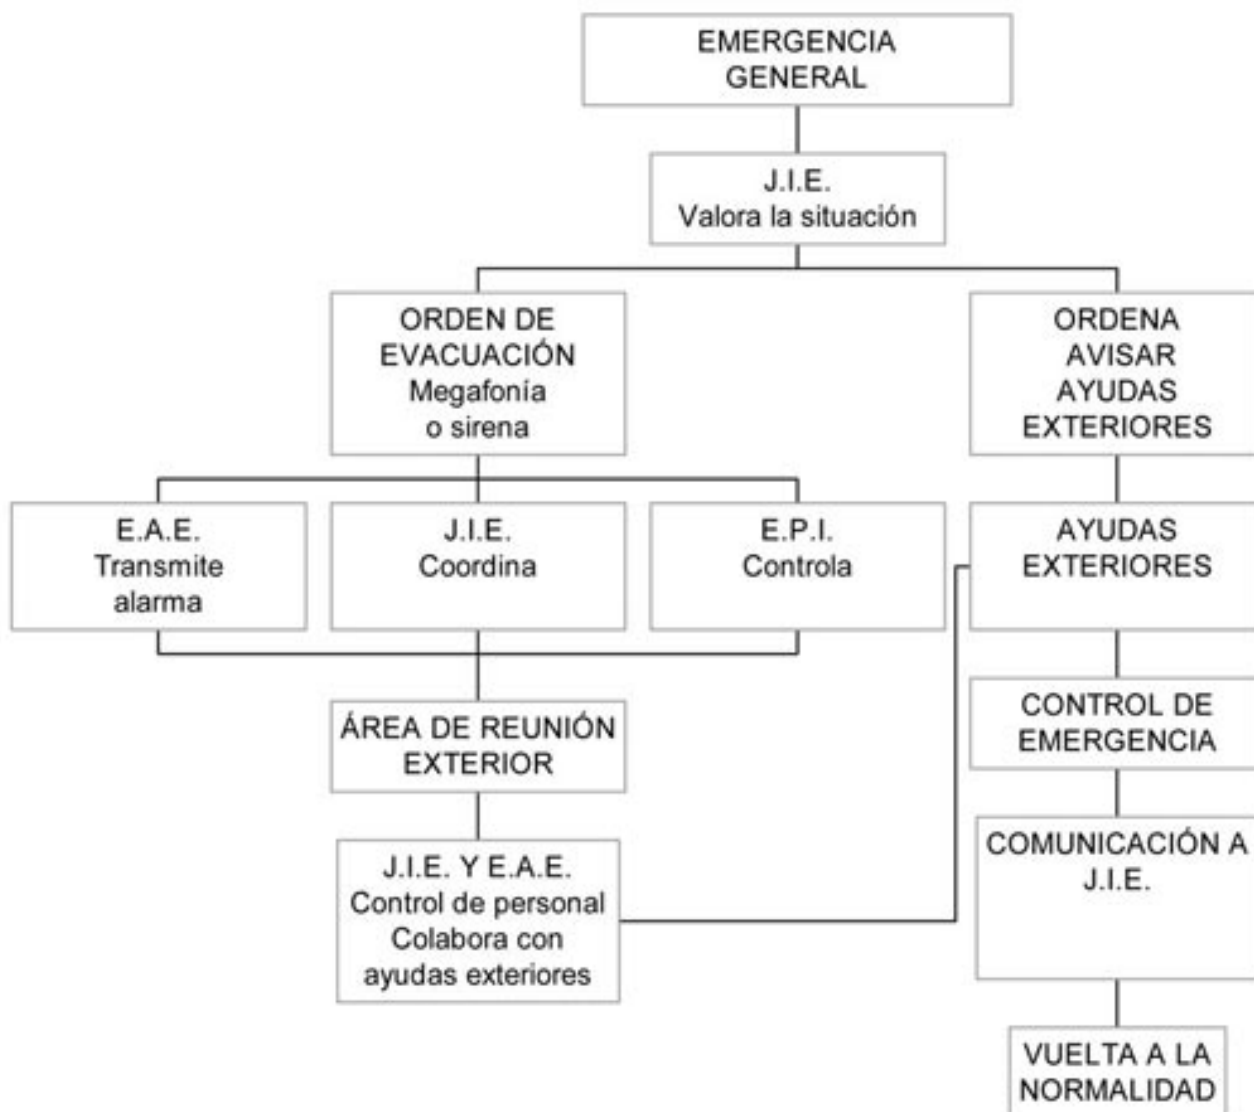 EMERGENCIA
GENERAL
J.I.E.
Valora la situación
ORDEN DE
EVACUACIÓN
Megafonía
o sirena
ORDENA
AVISAR
AYUDAS
EXTERIORES
E.A.E.
Transmite
alarma
J.I.E.
Coordina
E.P.I.
Controla
AYUDAS
EXTERIORES
ÁREA DE REUNIÓN
EXTERIOR
CONTROL DE
EMERGENCIA
J.I.E. Y E.A.E.
Control de personal
Colabora con
ayudas exteriores
COMUNICACIÓN A
J.I.E.
VUELTA A LA
NORMALIDAD